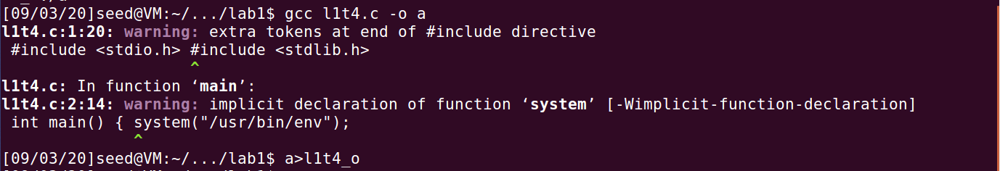 [09/03/20]seed@VM:~/.../lab1$ gcc l1t4.c -o a
l1t4.c:1:20: warning: extra tokens at end of #include directive
 #include <stdio.h> #include <stdlib.h>
                    ^
l1t4.c: In function ‘main’:
l1t4.c:2:14: warning: implicit declaration of function ‘system’ [-Wimplicit-function-declaration]
 int main() { system("/usr/bin/env");
              ^
[09/03/20]seed@VM:~/.../lab1$ a>l1t4_o